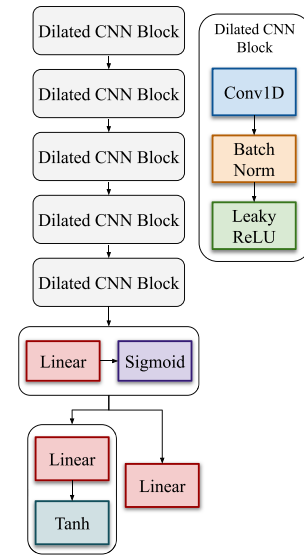 Dilated CNN Block
Dilated CNN Block
Dilated CNN Block
Dilated CNN Block
Dilated CNN Block
Linear
Sigmoid
Linear
Tanh
Linear
Dilated CNN
Block
Conv1D
Batch
Norm
Leaky
ReLU